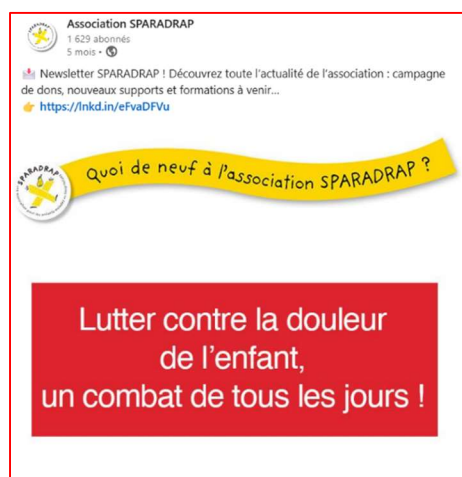 Association SPARADRAP
1 629 abonnés
5 mois •
Newsletter SPARADRAP ! Découvrez toute l'actualité de l'association : campagne
de dons, nouveaux supports et formations à venir...
https://lnkd.in/eFvaDFVu
SPARADRAP
Quoi de neuf à l'association SPARADRAP ?
Lutter contre la douleur
de l'enfant,
un combat de tous les jours !